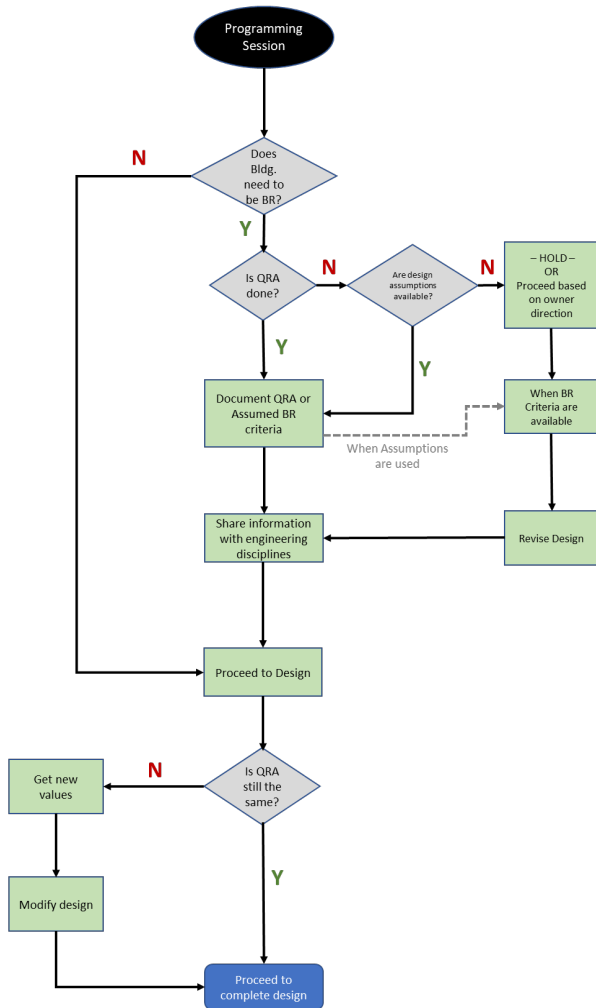 Programming
Session
N
Does
Bldg.
need to
be BR?
Y
Is QRA
done?
N
Are design
assumptions
available?
N
– HOLD –
OR
Proceed based
on owner
direction
Y
Y
Document QRA or
Assumed BR
criteria
When Assumptions
are used
When BR
Criteria are
available
Share information
with engineering
disciplines
Revise Design
Proceed to Design
Is QRA
still the
same?
N
Get new
values
Y
Modify design
Proceed to
complete design